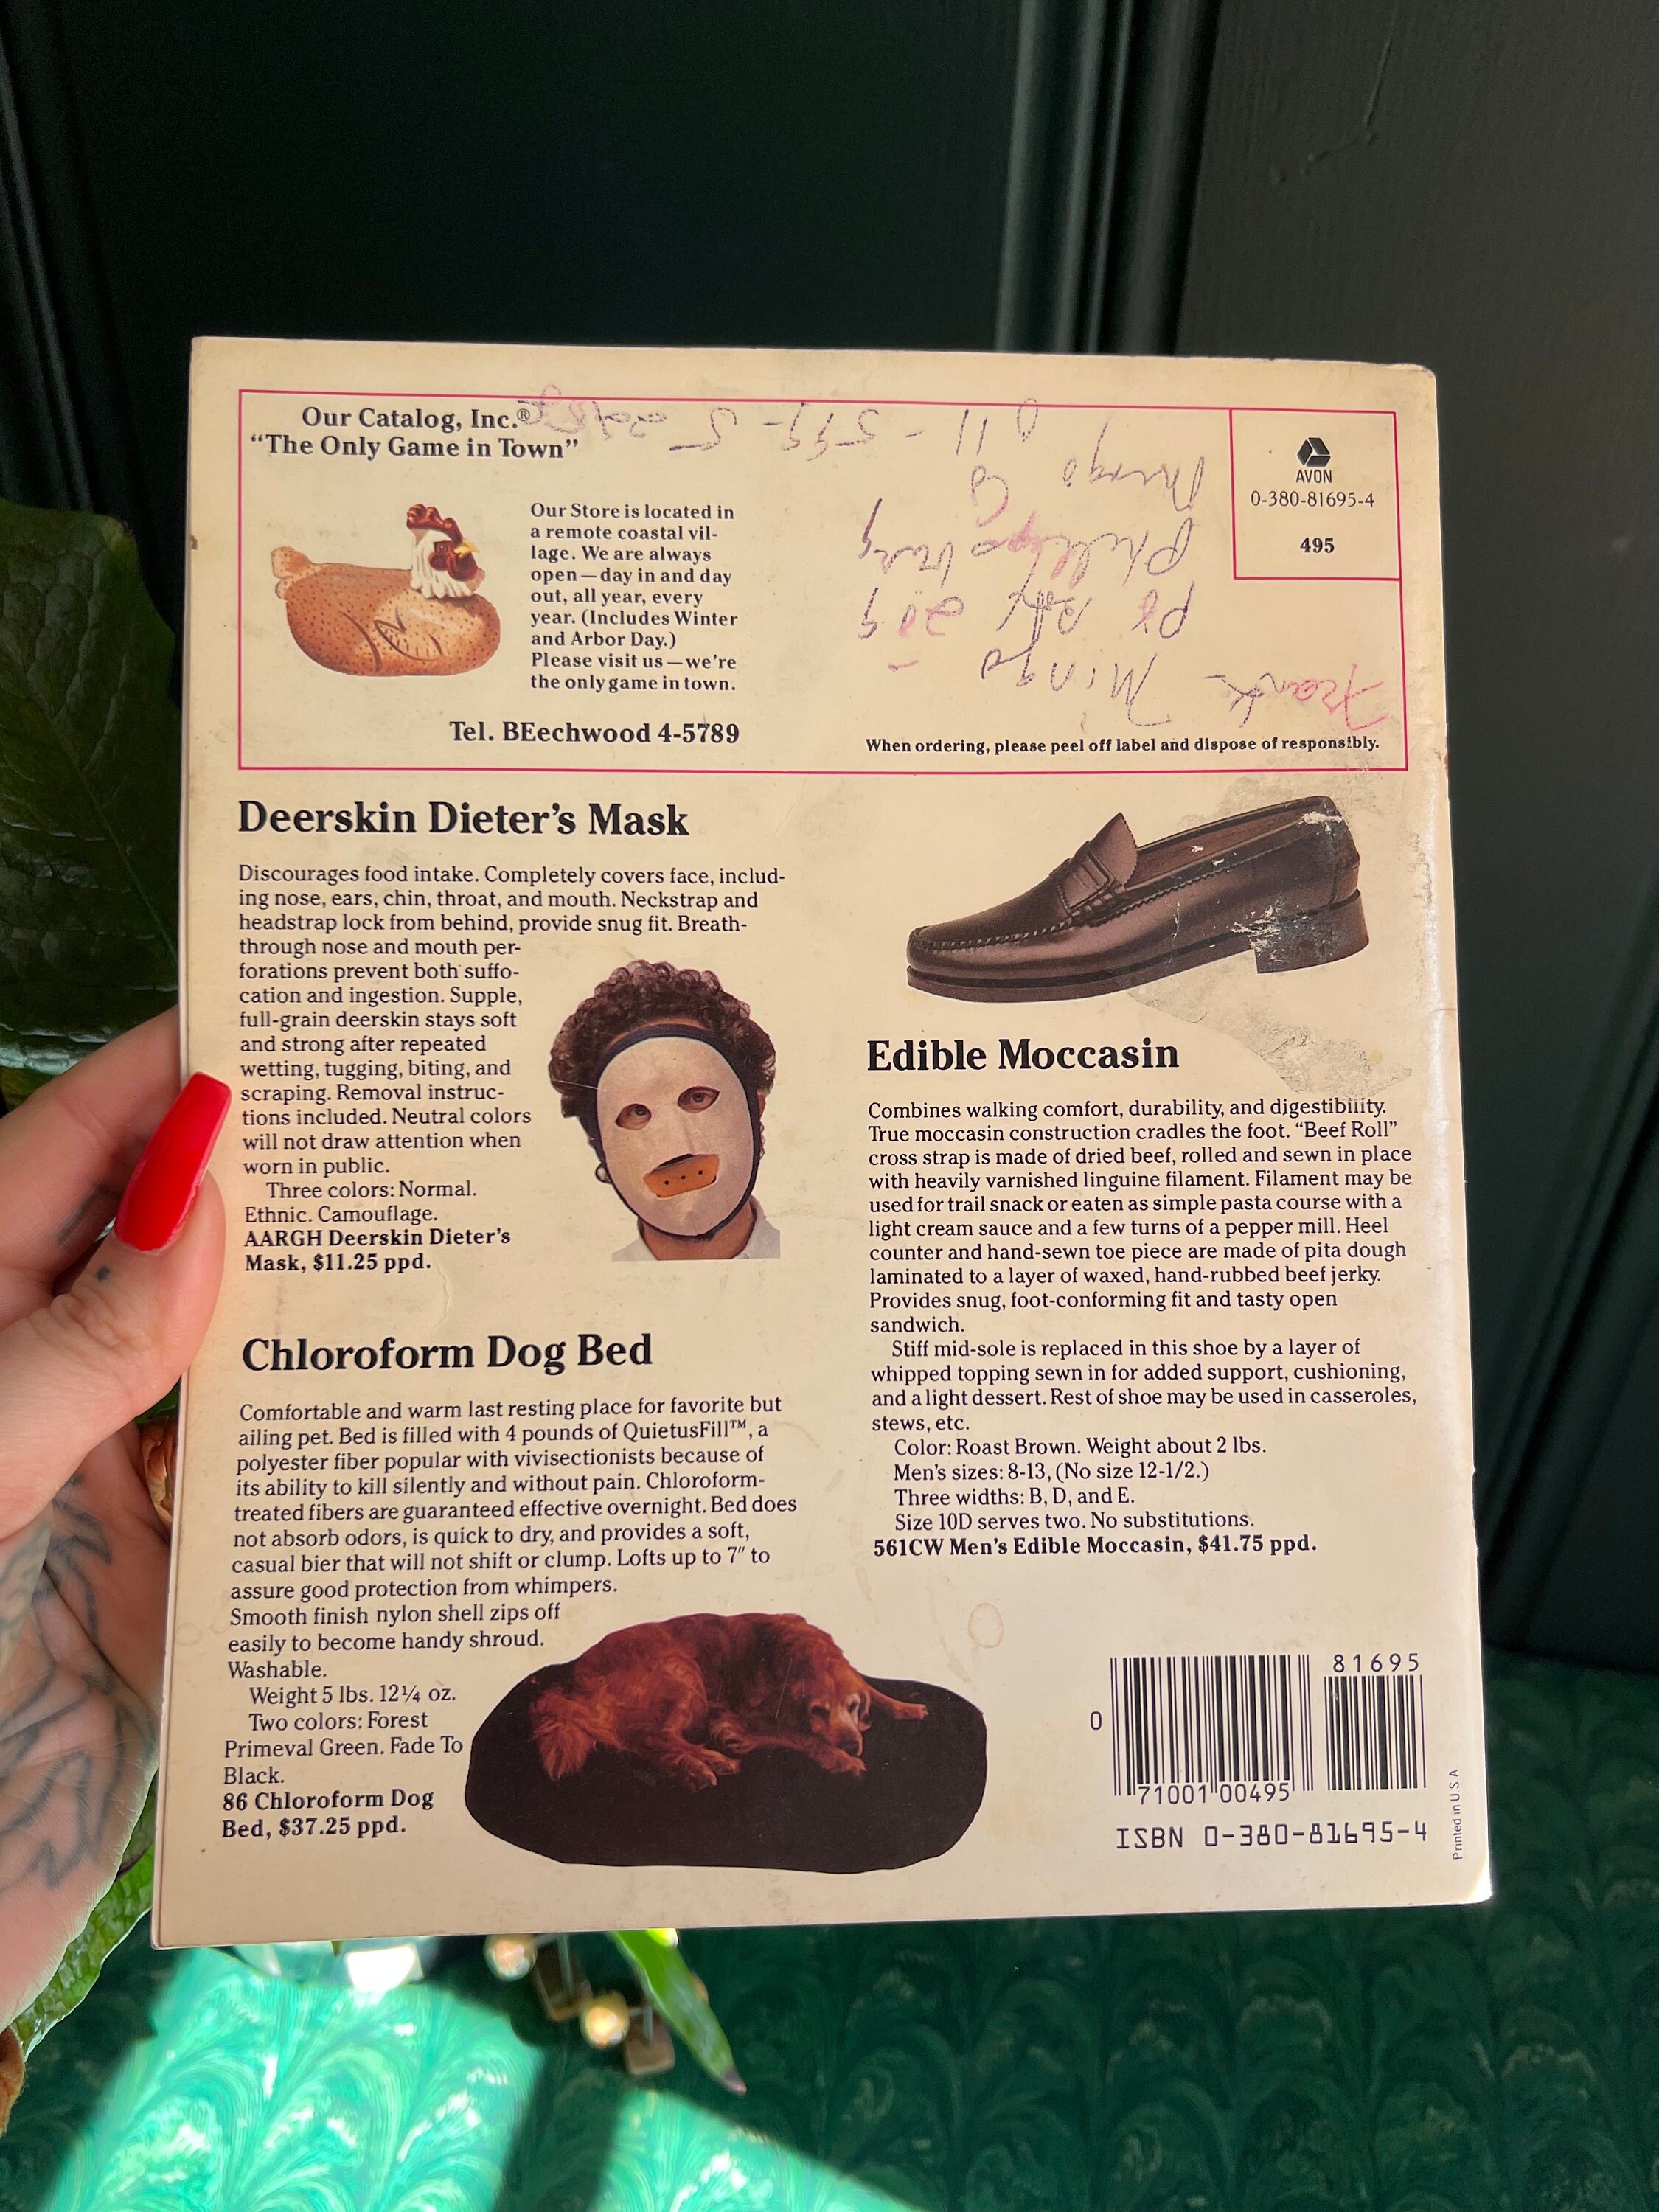 Our Catalog, Inc.®
“The Only Game in Town”
Our Store is located in
a remote coastal vil-
lage. We are always
open—day in and day
out, all year, every
year. (Includes Winter
and Arbor Day.)
Please visit us—we’re
the only game in town.
Tel. BEechwood 4-5789
AVON
0-380-81695-4
495
Mingo
When ordering, please peel off label and dispose of responsibly.
Deerskin Dieter’s Mask
Discourages food intake. Completely covers face, includ-
ing nose, ears, chin, throat, and mouth. Neckstrap and
headstrap lock from behind, provide snug fit. Breath-
through nose and mouth per-
forations prevent both suffo-
cation and ingestion. Supple,
full-grain deerskin stays soft
and strong after repeated
wetting, tugging, biting, and
scraping. Removal instruc-
tions included. Neutral colors
will not draw attention when
worn in public.
Three colors: Normal.
Ethnic. Camouflage.
AARGH Deerskin Dieter’s
Mask, $11.25 ppd.
Chloroform Dog Bed
Comfortable and warm last resting place for favorite but
ailing pet. Bed is filled with 4 pounds of QuietusFill™, a
polyester fiber popular with vivisectionists because of
its ability to kill silently and without pain. Chloroform-
treated fibers are guaranteed effective overnight. Bed does
not absorb odors, is quick to dry, and provides a soft,
casual bier that will not shift or clump. Lofts up to 7″ to
assure good protection from whimpers.
Smooth finish nylon shell zips off
easily to become handy shroud.
Washable.
Weight 5 lbs. 12¼ oz.
Two colors: Forest
Primeval Green. Fade To
Black.
86 Chloroform Dog
Bed, $37.25 ppd.
Edible Moccasin
Combines walking comfort, durability, and digestibility.
True moccasin construction cradles the foot. “Beef Roll”
cross strap is made of dried beef, rolled and sewn in place
with heavily varnished linguine filament. Filament may be
used for trail snack or eaten as simple pasta course with a
light cream sauce and a few turns of a pepper mill. Heel
counter and hand-sewn toe piece are made of pita dough
laminated to a layer of waxed, hand-rubbed beef jerky.
Provides snug, foot-conforming fit and tasty open
sandwich.
Stiff mid-sole is replaced in this shoe by a layer of
whipped topping sewn in for added support, cushioning,
and a light dessert. Rest of shoe may be used in casseroles,
stews, etc.
Color: Roast Brown. Weight about 2 lbs.
Men’s sizes: 8-13, (No size 12-1/2.)
Three widths: B, D, and E.
Size 10D serves two. No substitutions.
561CW Men’s Edible Moccasin, $41.75 ppd.
81695
0
71001 00495
ISBN 0-380-81695-4
Printed in U S A